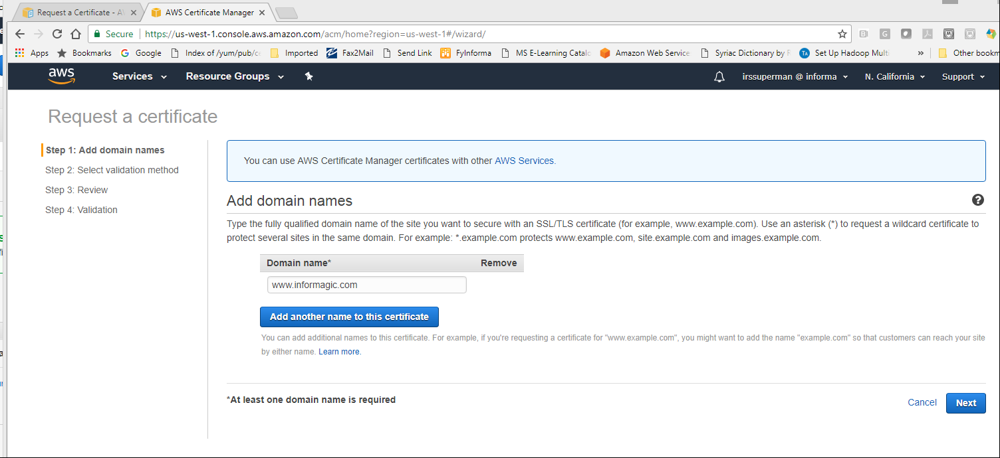 Request a Certificate - AW
AWS Certificate Manager
Secure
https://us-west-1.console.aws.amazon.com/acm/home?region=us-west-1#/wizard/
Apps
Bookmarks
Google
Index of /yum/pub/c
Imported
Fax2Mail
Send Link
FyInforma
MS E-Learning Catal
Amazon Web Service
Syriac Dictionary by
Set Up Hadoop Multi
»
Other bookm
aws
Services
Resource Groups
irssuperman @ informa
N. California
Support
Request a certificate
Step 1: Add domain names
Step 2: Select validation method
Step 3: Review
Step 4: Validation
You can use AWS Certificate Manager certificates with other AWS Services.
Add domain names
?
Type the fully qualified domain name of the site you want to secure with an SSL/TLS certificate (for example, www.example.com). Use an asterisk (*) to request a wildcard certificate to
protect several sites in the same domain. For example: *.example.com protects www.example.com, site.example.com and images.example.com.
Domain name* Remove
www.informagic.com
Add another name to this certificate
You can add additional names to this certificate. For example, if you're requesting a certificate for "www.example.com", you might want to add the name "example.com" so that customers can reach your site
by either name. Learn more.
*At least one domain name is required
Cancel
Next